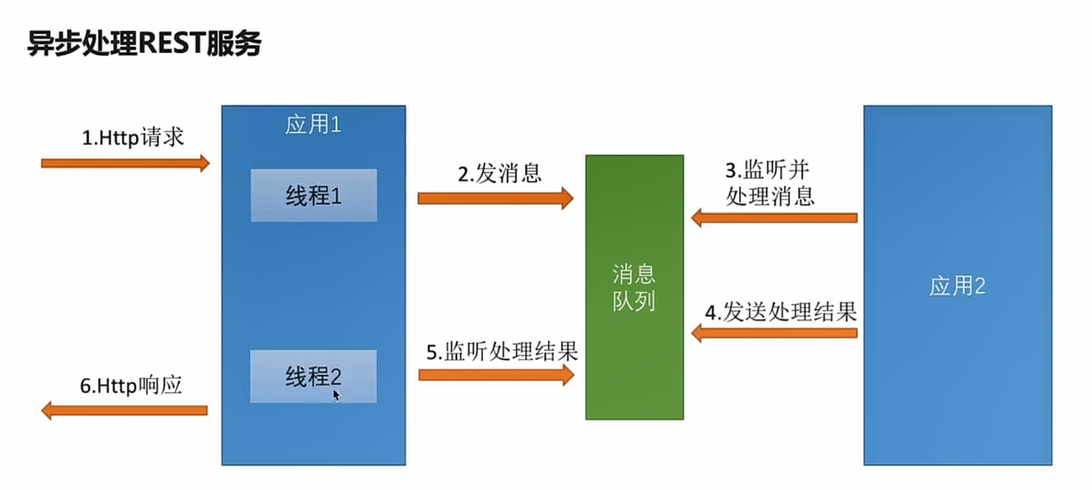 异步处理REST服务
1.Http请求
应用1
线程1
2.发消息
3.监听并
处理消息
消息
队列
应用2
4.发送处理结果
5.监听处理结果
线程2
6.Http响应